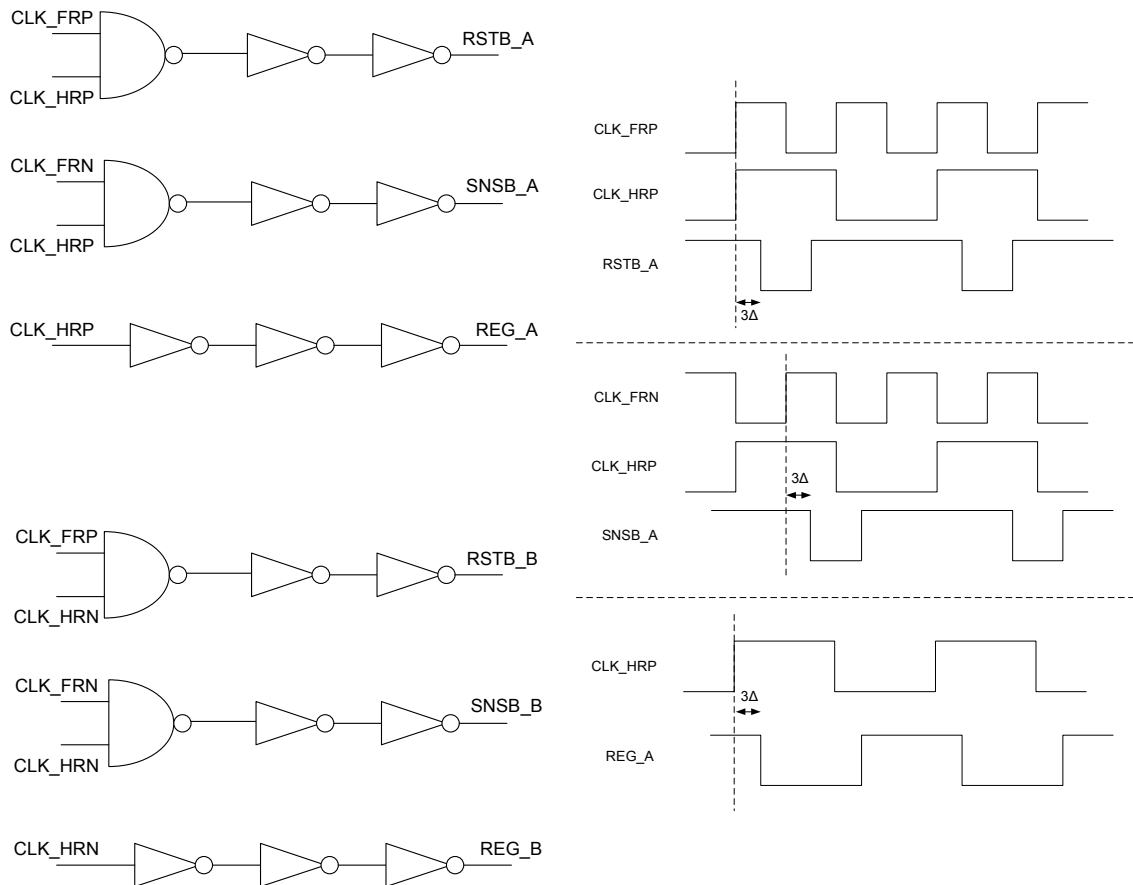 CLK_FRP
RSTB_A
CLK_HRP
CLK_FRN
SNSB_A
CLK_HRP
CLK_HRP
REG_A
CLK_FRP
RSTB_B
CLK_HRN
CLK_FRN
SNSB_B
CLK_HRN
CLK_HRN
REG_B
CLK_FRP
CLK_HRP
RSTB_A
3Δ
CLK_FRN
CLK_HRP
3Δ
SNSB_A
CLK_HRP
3Δ
REG_A